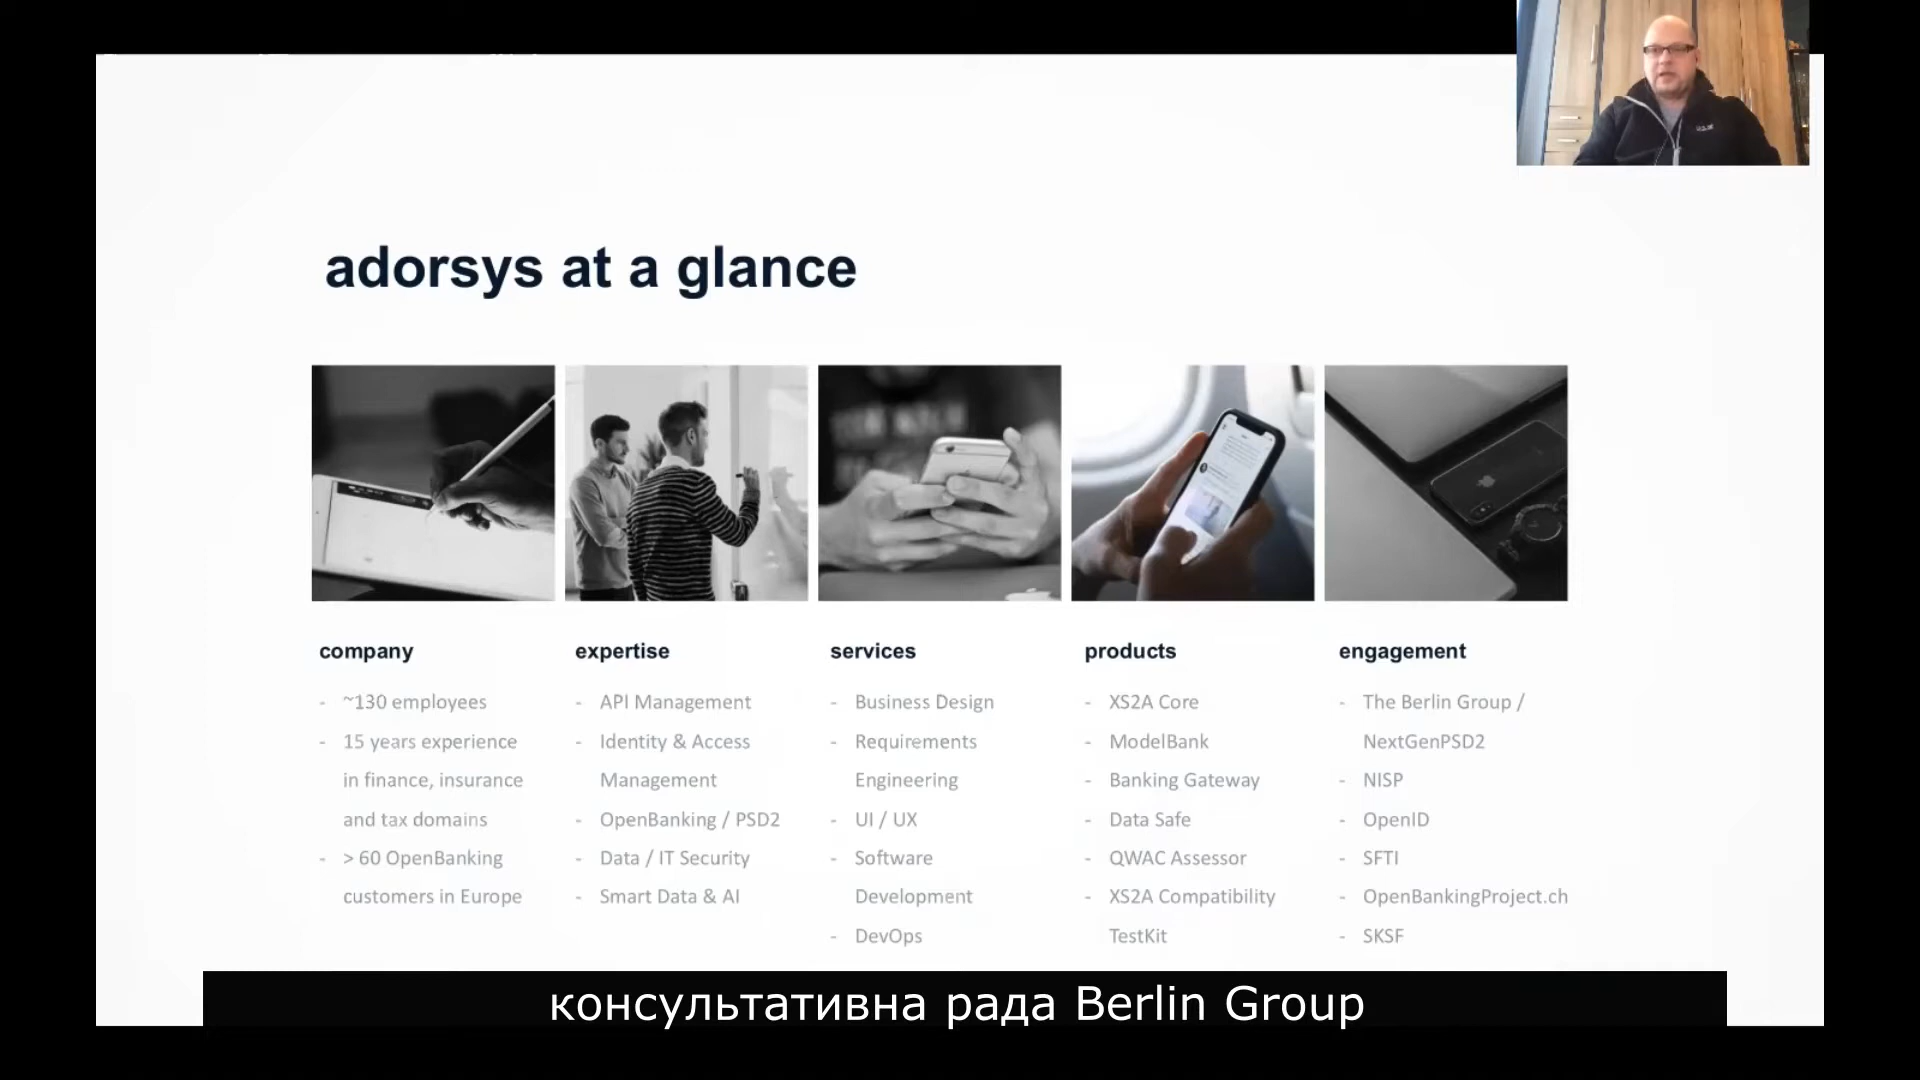 adorsys at a glance
company
- ~130 employees
- 15 years experience
in finance, insurance
and tax domains
- > 60 OpenBanking
customers in Europe
expertise
- API Management
- Identity & Access
Management
- OpenBanking / PSD2
- Data / IT Security
- Smart Data & AI
services
- Business Design
- Requirements
Engineering
- UI / UX
- Software
Development
- DevOps
products
- XS2A Core
- ModelBank
- Banking Gateway
- Data Safe
- QWAC Assessor
- XS2A Compatibility
TestKit
engagement
- The Berlin Group /
NextGenPSD2
- NISP
- OpenID
- SFTI
- OpenBankingProject.ch
- SKSF
консультативна рада Berlin Group